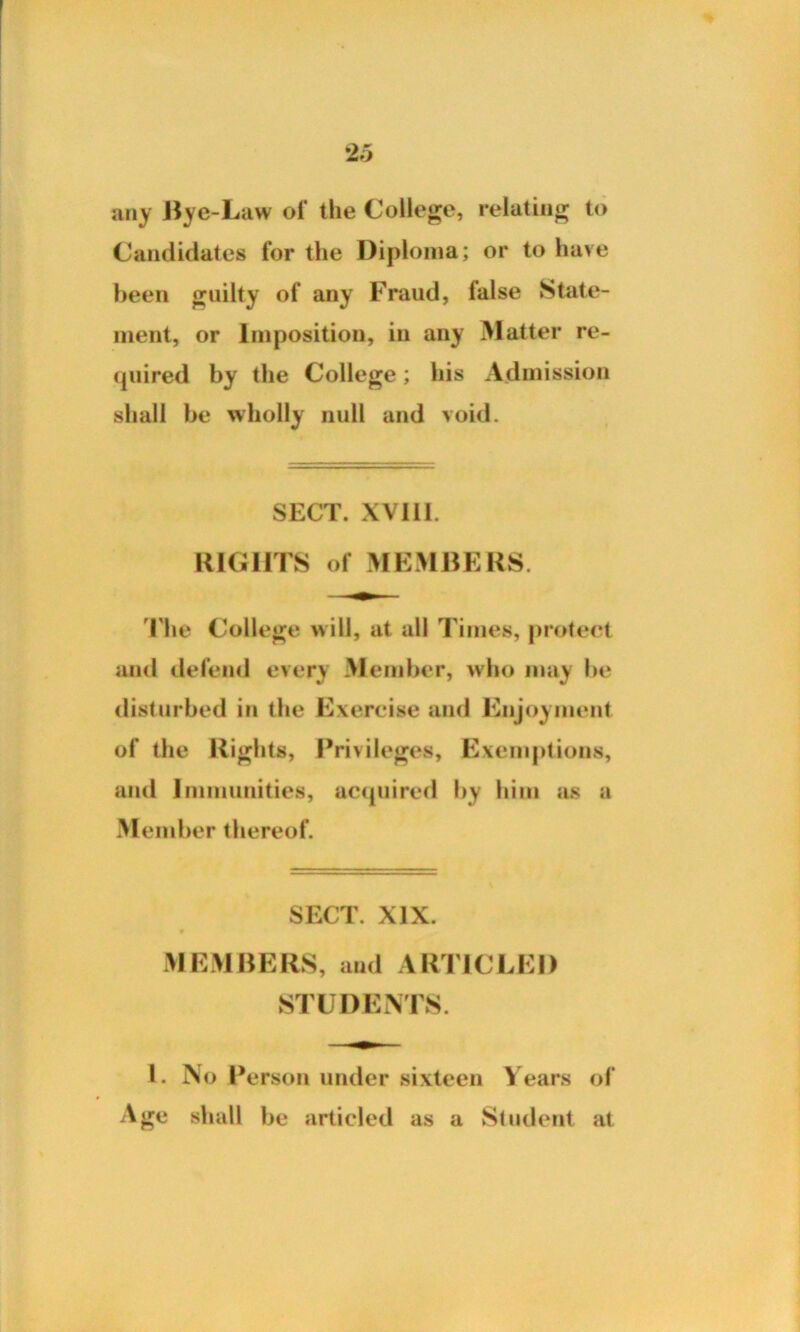 25
any Bye-Law of the College, relating to
Candidates for the Diploma; or to have
been guilty of any Fraud, false State-
ment, or Imposition, in any Matter re-
quired by the College; his Admission
shall be wholly null and void.
SECT. XVIII.
RIGHTS of MEMBERS.
The College will, at all Times, protect
and defend every Member, who may be
disturbed in the Exercise and Enjoyment
of the Rights, Privileges, Exemptions,
and Immunities, acquired by him as a
Member thereof.
SECT. XIX.
MEMBERS, and ARTICLED
STUDENTS.
1. No Person under sixteen Years of
Age shall be articled as a Student at